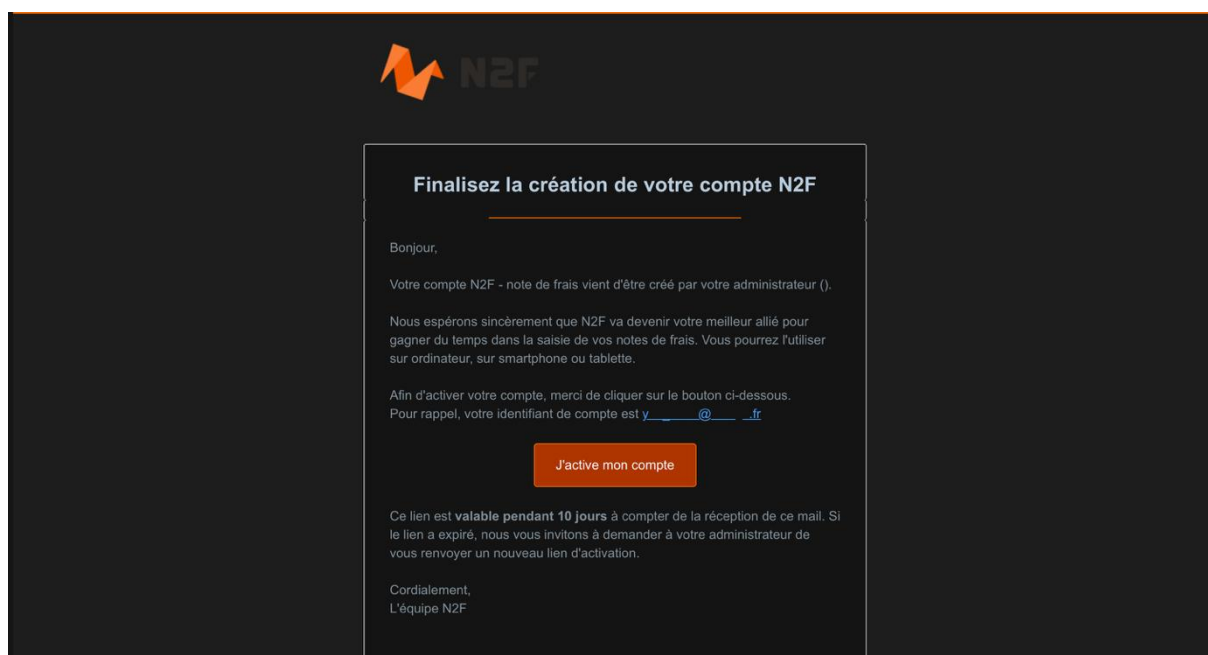 N2F
Finalisez la création de votre compte N2F
Bonjour,
Votre compte N2F - note de frais vient d'être créé par votre administrateur ().
Nous espérons sincèrement que N2F va devenir votre meilleur allié pour
gagner du temps dans la saisie de vos notes de frais. Vous pourrez l'utiliser
sur ordinateur, sur smartphone ou tablette.
Afin d'activer votre compte, merci de cliquer sur le bouton ci-dessous.
Pour rappel, votre identifiant de compte est y _ @ _.fr
J'active mon compte
Ce lien est valable pendant 10 jours à compter de la réception de ce mail. Si
le lien a expiré, nous vous invitons à demander à votre administrateur de
vous renvoyer un nouveau lien d'activation.
Cordialement,
L'équipe N2F